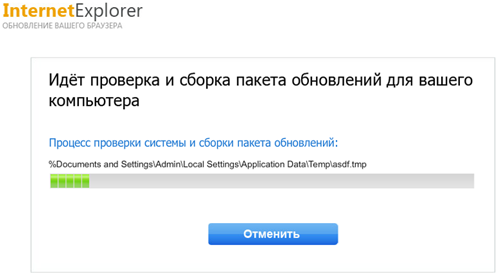 InternetExplorer
ОБНОВЛЕНИЕ ВАШЕГО БРАУЗЕРА
Идёт проверка и сборка пакета обновлений для вашего
компьютера
Процесс проверки системы и сборки пакета обновлений:
%Documents and Settings\Admin\Local Settings\Application Data\Temp\asdf.tmp
Отменить